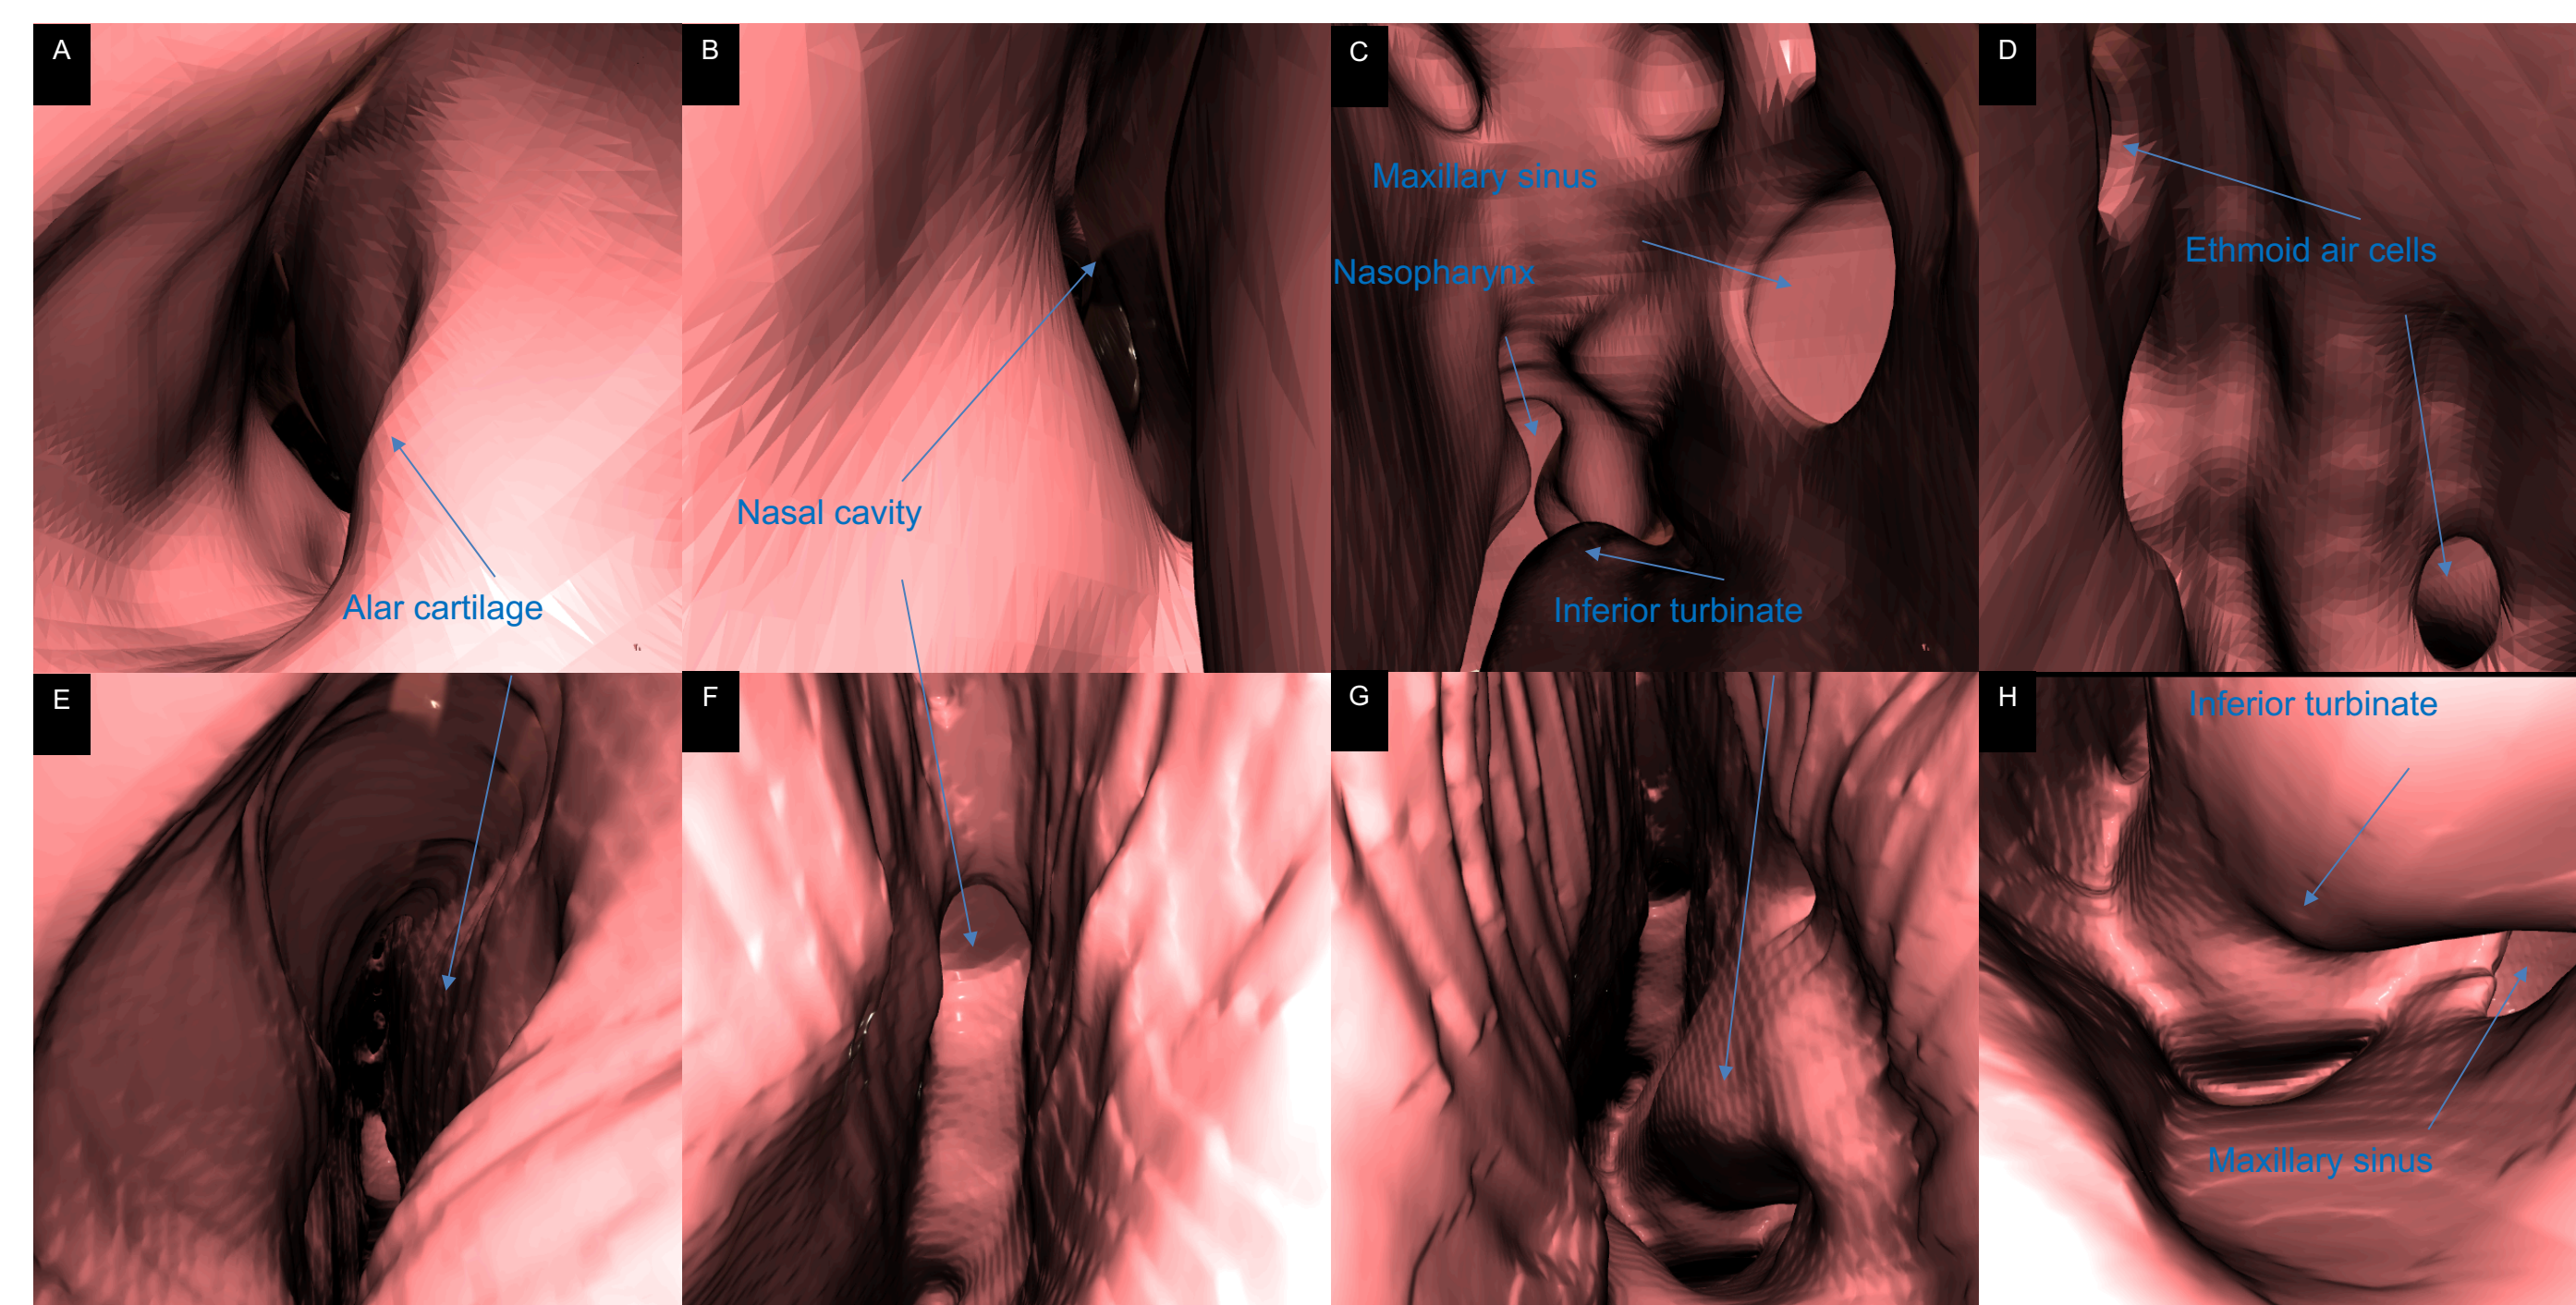 A
B
C
D
Maxillary sinus
Nasopharynx
Ethmoid air cells
Nasal cavity
Alar cartilage
Inferior turbinate
E
F
G
H
Inferior turbinate
Maxillary sinus